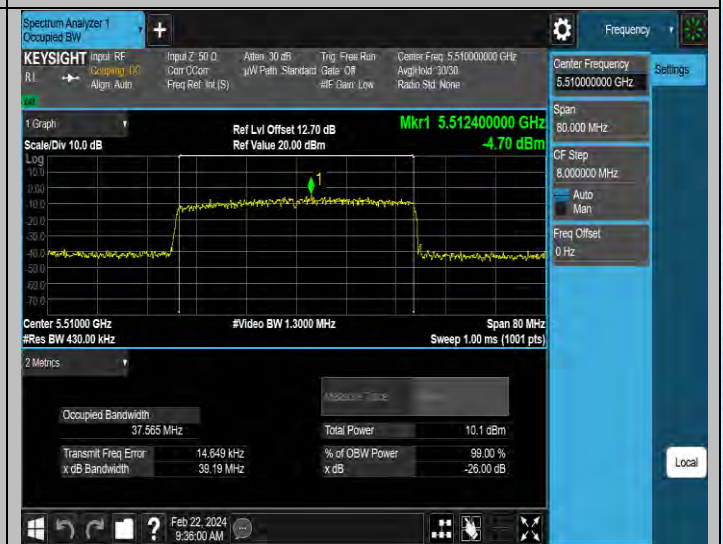 Spectrum Analyzer 1
Occupied BW
+
Frequency
KEYSIGHT Input: RF
Coupling: DC
Align: Auto
Input Z: 50 Ω
Corr CCorr
Freq Ref: Int (S)
Atten: 30 dB
µW Path: Standard
Trig: Free Run
Gate: Off
#IF Gain: Low
Center Freq: 5.510000000 GHz
Avg|Hold: 30/30
Radio Std: None
Center Frequency
5.510000000 GHz
Settings
Span
80.000 MHz
CF Step
8.000000 MHz
Auto
Man
Freq Offset
0 Hz
1 Graph
Scale/Div 10.0 dB
Ref Lvl Offset 12.70 dB
Ref Value 20.00 dBm
Mkr1 5.512400000 GHz
-4.70 dBm
Log
10.0
0.00
-10.0
-20.0
-30.0
-40.0
-50.0
-60.0
-70.0
1
Center 5.51000 GHz
#Res BW 430.00 kHz
#Video BW 1.3000 MHz
Span 80 MHz
Sweep 1.00 ms (1001 pts)
2 Metrics
Measure Trace
Occupied Bandwidth
37.565 MHz
Total Power 10.1 dBm
Transmit Freq Error 14.649 kHz
% of OBW Power 99.00 %
x dB Bandwidth 39.19 MHz
x dB -26.00 dB
Local
?
Feb 22, 2024
9:36:00 AM